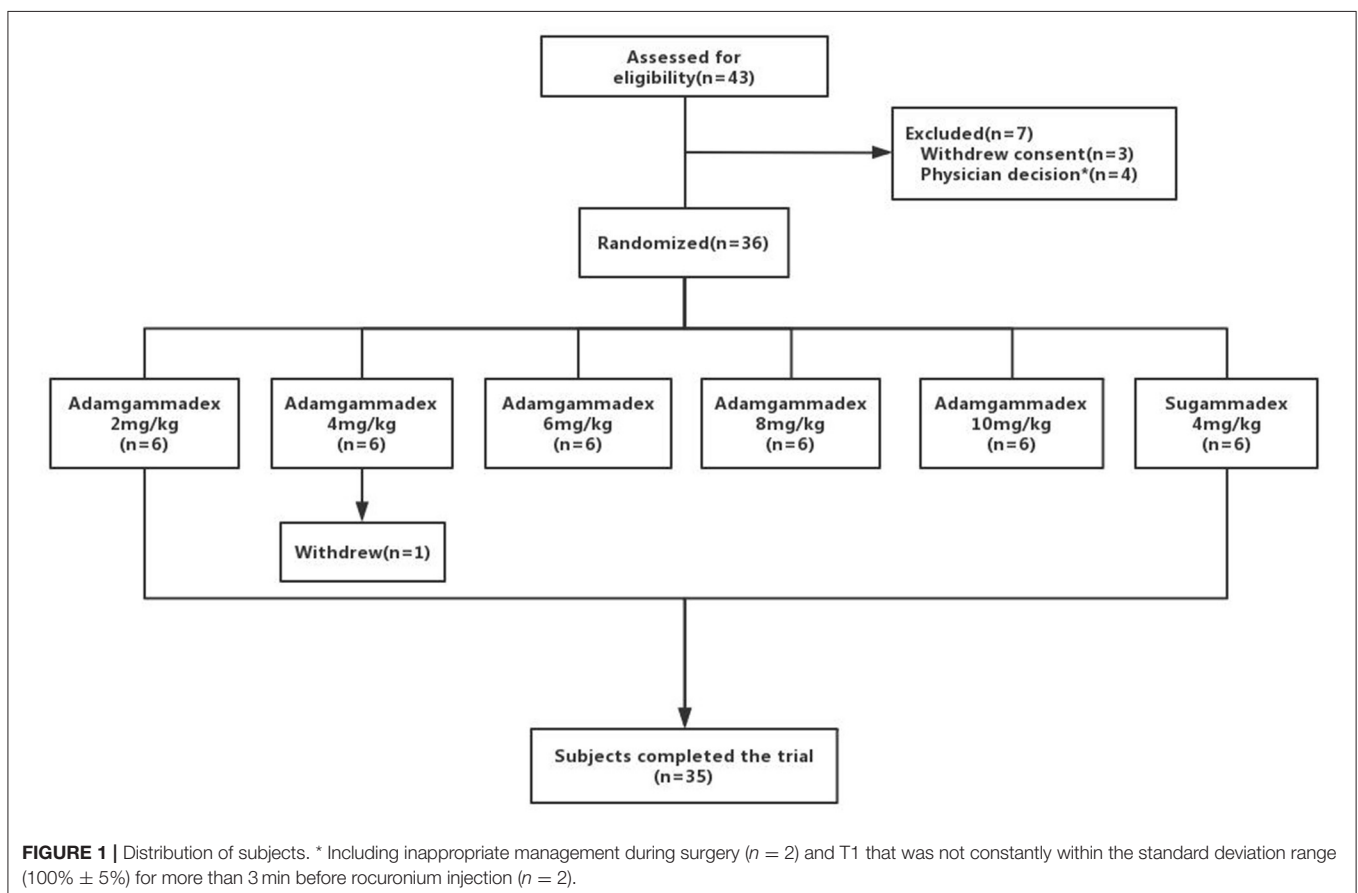 Assessed for
eligibility(n=43)
Excluded(n=7)
Withdrew consent(n=3)
Physician decision*(n=4)
Randomized(n=36)
Adamgammadex
2mg/kg
(n=6)
Adamgammadex
4mg/kg
(n=6)
Adamgammadex
6mg/kg
(n=6)
Adamgammadex
8mg/kg
(n=6)
Adamgammadex
10mg/kg
(n=6)
Sugammadex
4mg/kg
(n=6)
Withdrew(n=1)
Subjects completed the trial
(n=35)
FIGURE 1 | Distribution of subjects. * Including inappropriate management during surgery (n = 2) and T1 that was not constantly within the standard deviation range
(100% ± 5%) for more than 3 min before rocuronium injection (n = 2).